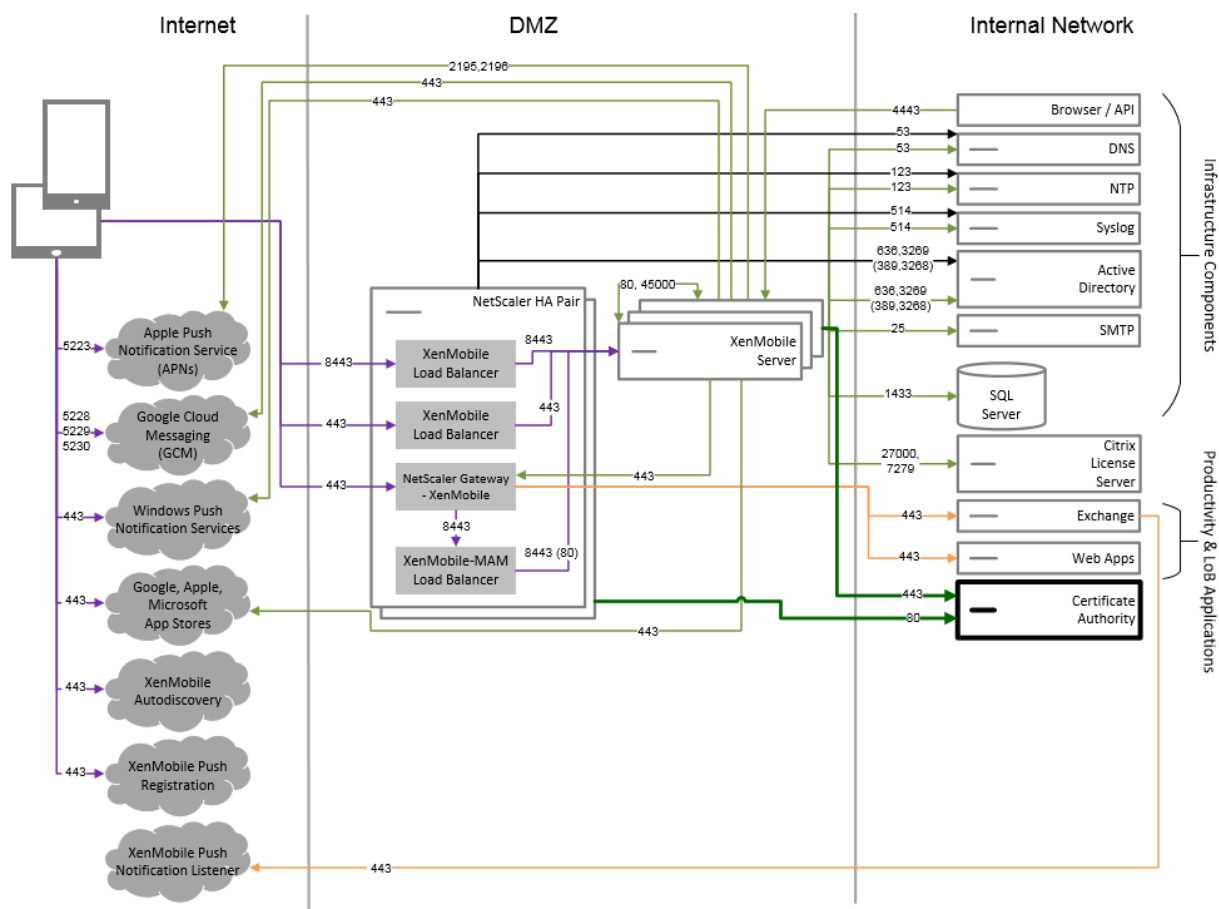 Internet
DMZ
Internal Network
2195,2196
443
443
4443
Browser / API
53
53
DNS
123
123
NTP
514
514
Syslog
636,3269
(389,3268)
636,3269
(389,3268)
Active
Directory
25
SMTP
1433
SQL
Server
Infrastructure Components
27000,
7279
Citrix
License
Server
443
Exchange
443
Web Apps
Productivity & LoB Applications
443
80
Certificate
Authority
NetScaler HA Pair
80, 45000
XenMobile
Server
8443
XenMobile
Load Balancer
8443
443
XenMobile
Load Balancer
443
443
NetScaler Gateway
- XenMobile
443
8443
XenMobile-MAM
Load Balancer
8443 (80)
443
5223
Apple Push
Notification Service
(APNs)
5228
5229
5230
Google Cloud
Messaging
(GCM)
443
Windows Push
Notification Services
443
Google, Apple,
Microsoft
App Stores
443
XenMobile
Autodiscovery
443
XenMobile Push
Registration
XenMobile Push
Notification Listener
443